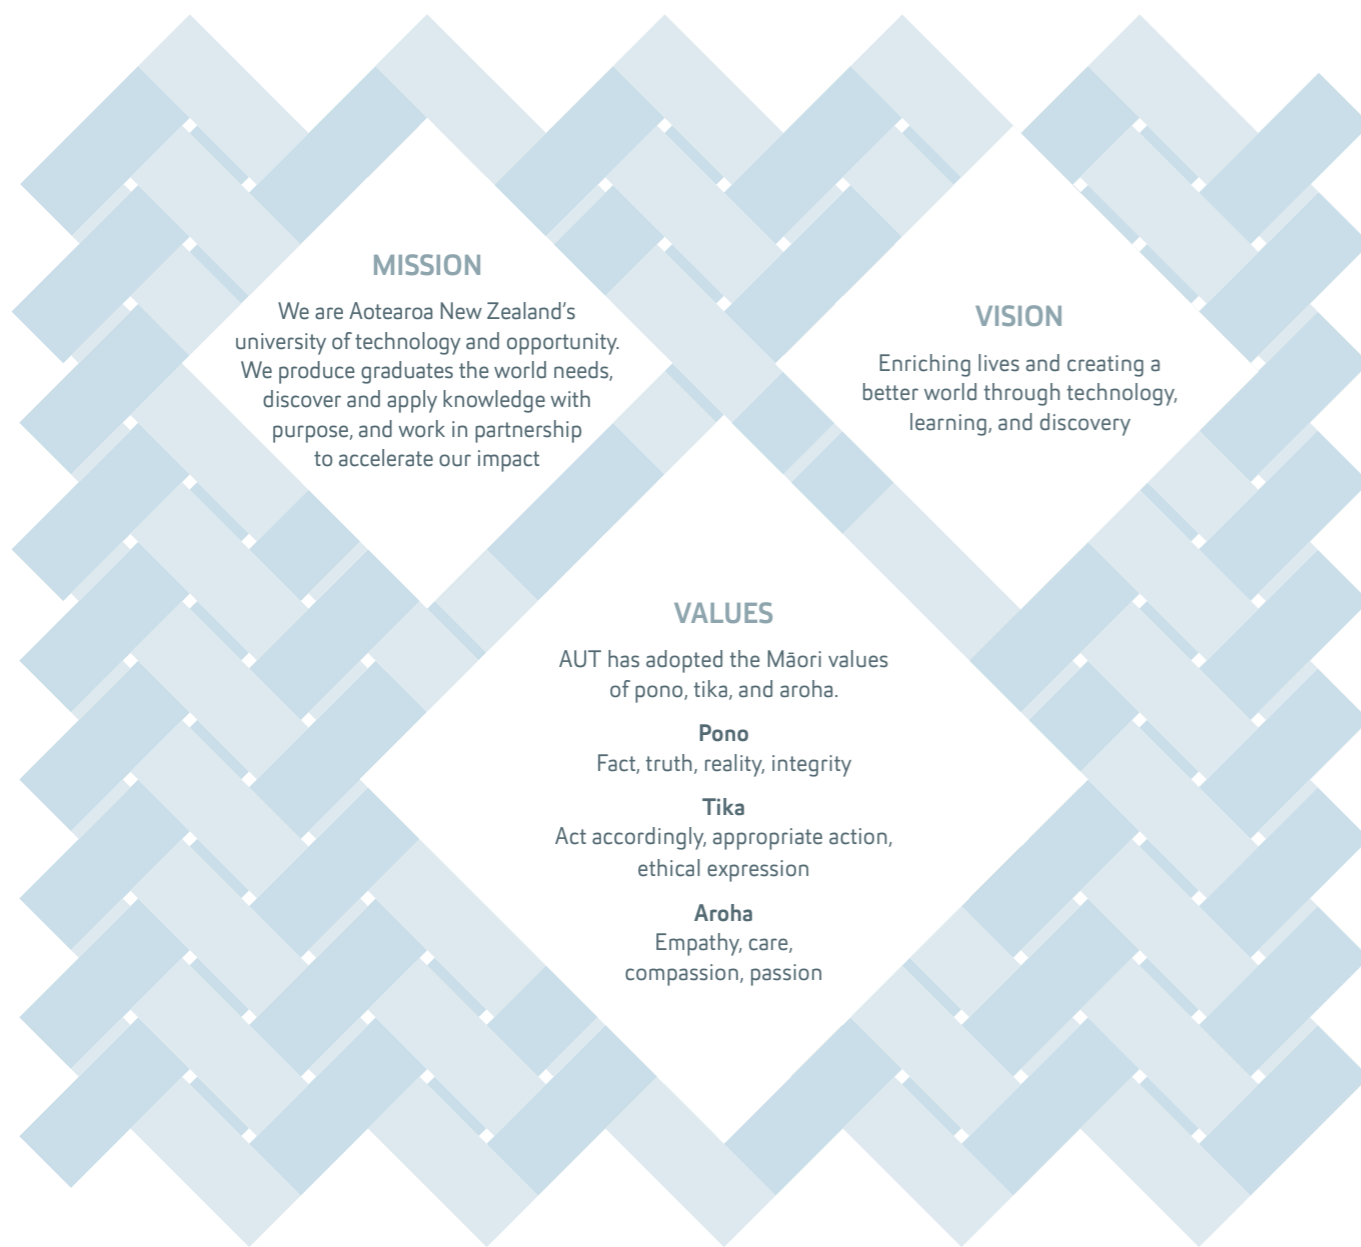 MISSION
We are Aotearoa New Zealand’s
university of technology and opportunity.
We produce graduates the world needs,
discover and apply knowledge with
purpose, and work in partnership
to accelerate our impact
VISION
Enriching lives and creating a
better world through technology,
learning, and discovery
VALUES
AUT has adopted the Māori values
of pono, tika, and aroha.
Pono
Fact, truth, reality, integrity
Tika
Act accordingly, appropriate action,
ethical expression
Aroha
Empathy, care,
compassion, passion